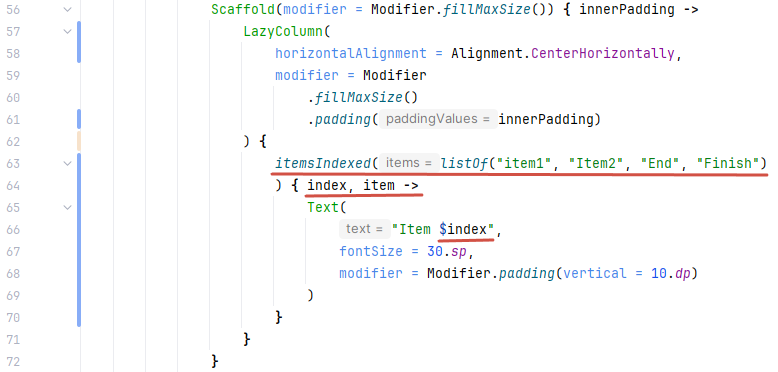 56 Scaffold(modifier = Modifier.fillMaxSize()) { innerPadding ->
57 LazyColumn(
58 horizontalAlignment = Alignment.CenterHorizontally,
59 modifier = Modifier
60 .fillMaxSize()
61 .padding( paddingValues = innerPadding)
62 ) {
63 itemsIndexed( items = listOf("item1", "Item2", "End", "Finish")
64 ) { index, item ->
65 Text(
66 text = "Item $index",
67 fontSize = 30.sp,
68 modifier = Modifier.padding(vertical = 10.dp)
69 )
70 }
71 }
72 }